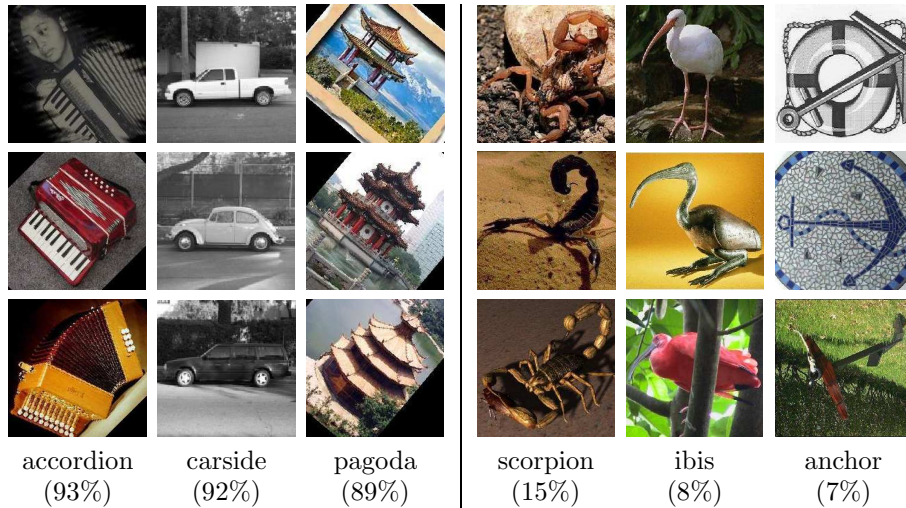 accordion
(93%)
carside
(92%)
pagoda
(89%)
scorpion
(15%)
ibis
(8%)
anchor
(7%)